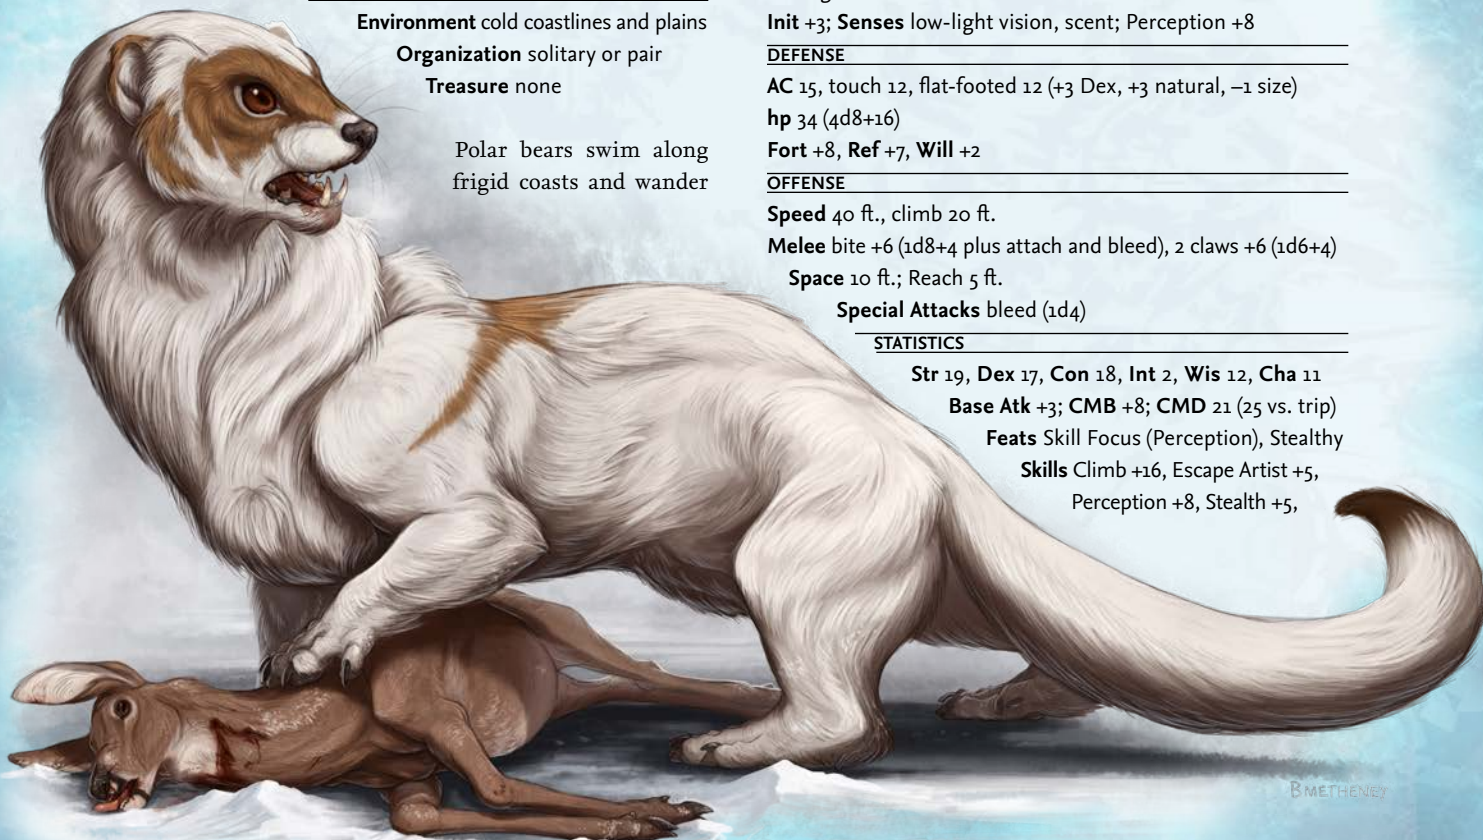 Environment cold coastlines and plains
Organization solitary or pair
Treasure none
Polar bears swim along
frigid coasts and wander
Init +3; Senses low-light vision, scent; Perception +8
DEFENSE
AC 15, touch 12, flat-footed 12 (+3 Dex, +3 natural, –1 size)
hp 34 (4d8+16)
Fort +8, Ref +7, Will +2
OFFENSE
Speed 40 ft., climb 20 ft.
Melee bite +6 (1d8+4 plus attach and bleed), 2 claws +6 (1d6+4)
Space 10 ft.; Reach 5 ft.
Special Attacks bleed (1d4)
STATISTICS
Str 19, Dex 17, Con 18, Int 2, Wis 12, Cha 11
Base Atk +3; CMB +8; CMD 21 (25 vs. trip)
Feats Skill Focus (Perception), Stealthy
Skills Climb +16, Escape Artist +5,
Perception +8, Stealth +5,
BMETHENEY